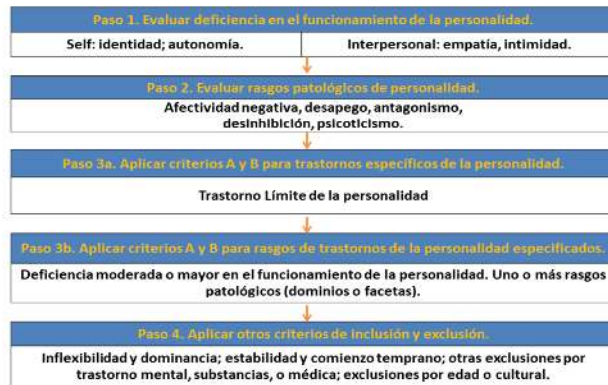 Paso 1. Evaluar deficiencia en el funcionamiento de la personalidad.
Self: identidad; autonomía.
Interpersonal: empatía, intimidad.
Paso 2. Evaluar rasgos patológicos de personalidad.
Afectividad negativa, desapego, antagonismo,
desinhibición, psicoticismo.
Paso 3a. Aplicar criterios A y B para trastornos específicos de la personalidad.
Trastorno Límite de la personalidad
Paso 3b. Aplicar criterios A y B para rasgos de trastornos de la personalidad especificados.
Deficiencia moderada o mayor en el funcionamiento de la personalidad. Uno o más rasgos
patológicos (dominios o facetas).
Paso 4. Aplicar otros criterios de inclusión y exclusión.
Inflexibilidad y dominancia; estabilidad y comienzo temprano; otras exclusiones por
trastorno mental, substancias, o médica; exclusiones por edad o cultural.